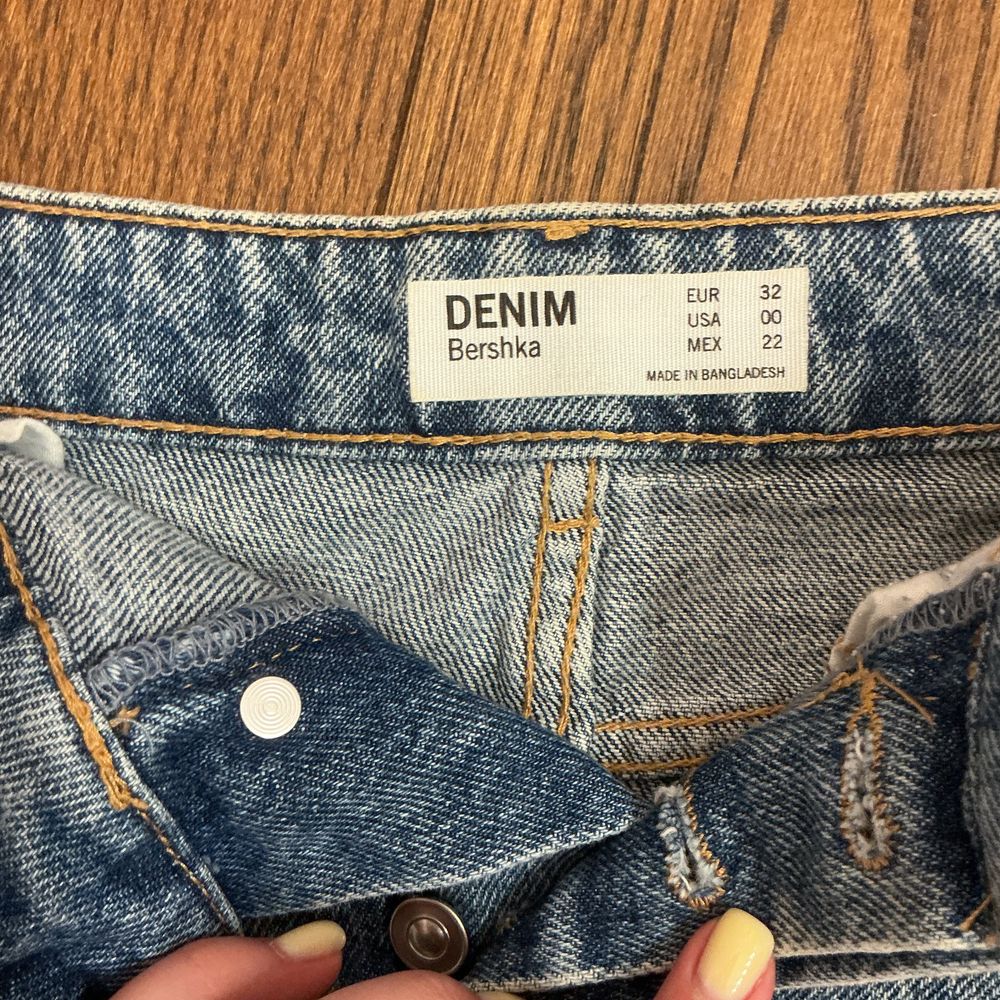 DENIM
Bershka
EUR 32
USA 00
MEX 22
MADE IN BANGLADESH